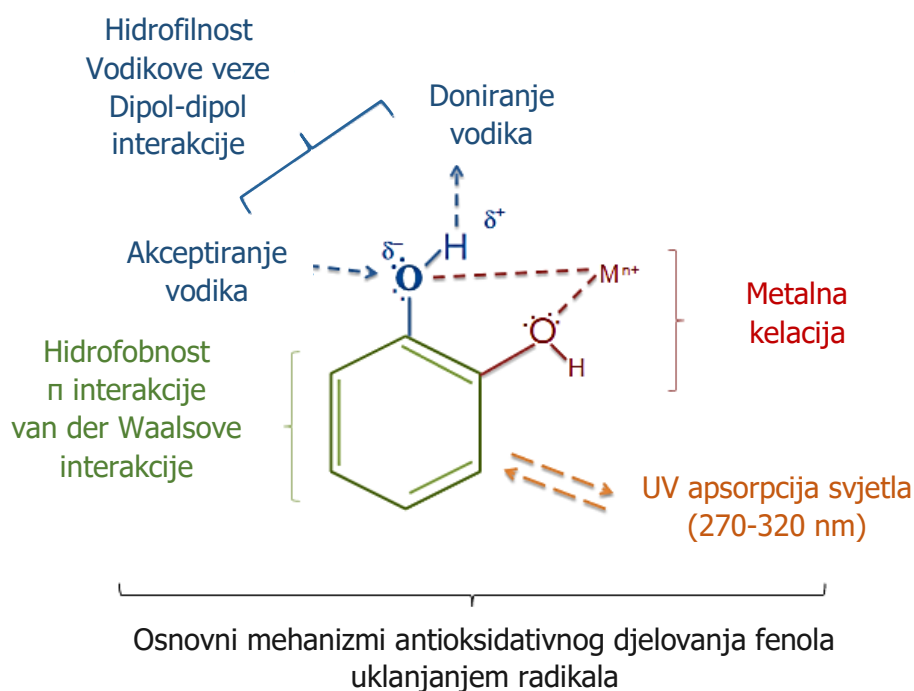 Hidrofilnost
Vodikove veze
Dipol-dipol
interakcije
Doniranje
vodika
Akceptiranje
vodika
δ⁻
H
δ⁺
O
Mⁿ⁺
O
H
Metalna
kelacija
Hidrofobnost
π interakcije
van der Waalsove
interakcije
UV apsorpcija svjetla
(270-320 nm)
Osnovni mehanizmi antioksidativnog djelovanja fenola
uklanjanjem radikala